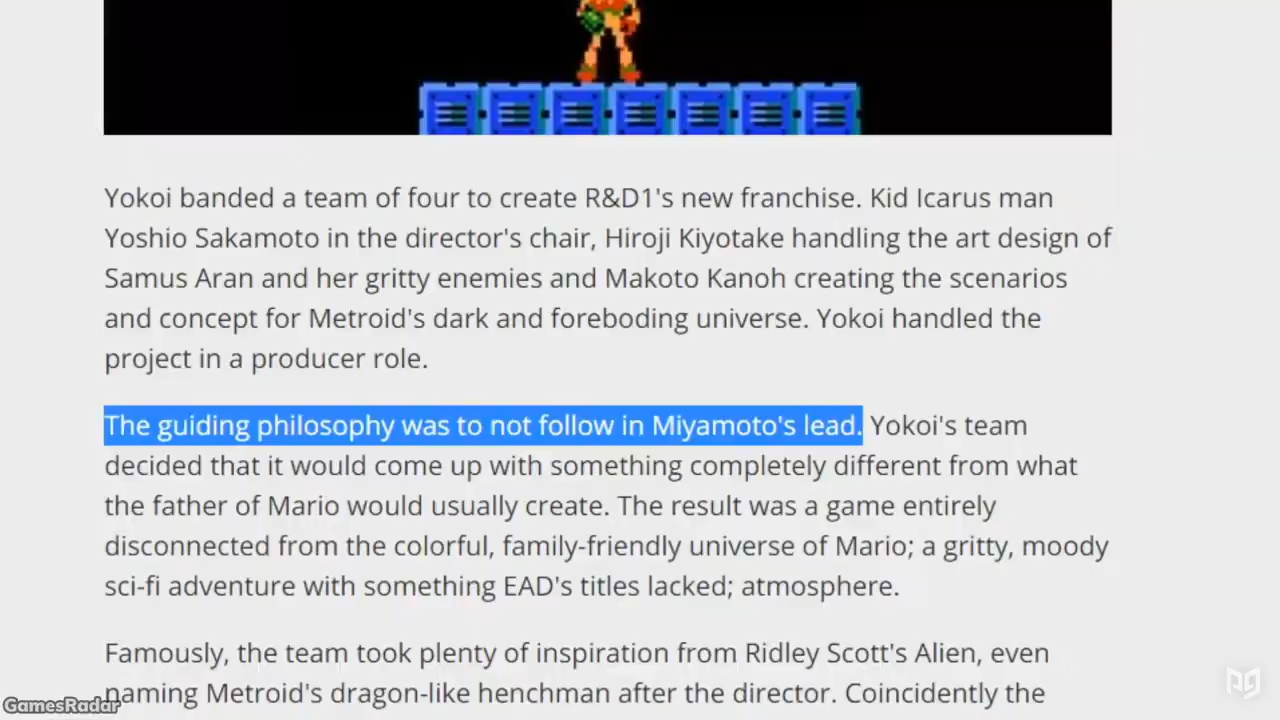 Yokoi banded a team of four to create R&D1's new franchise. Kid Icarus man
Yoshio Sakamoto in the director's chair, Hiroji Kiyotake handling the art design of
Samus Aran and her gritty enemies and Makoto Kanoh creating the scenarios
and concept for Metroid's dark and foreboding universe. Yokoi handled the
project in a producer role.
The guiding philosophy was to not follow in Miyamoto's lead. Yokoi's team
decided that it would come up with something completely different from what
the father of Mario would usually create. The result was a game entirely
disconnected from the colorful, family-friendly universe of Mario; a gritty, moody
sci-fi adventure with something EAD's titles lacked; atmosphere.
Famously, the team took plenty of inspiration from Ridley Scott's Alien, even
naming Metroid's dragon-like henchman after the director. Coincidently the
GamesRadar